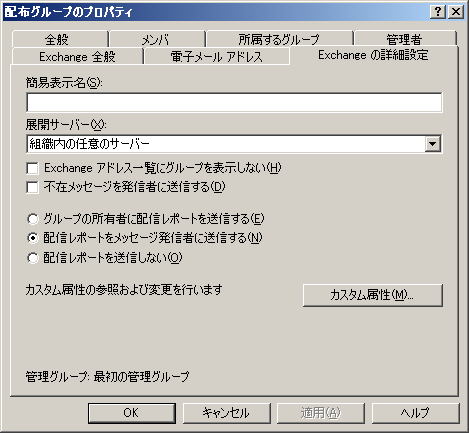 配布グループのプロパティ
全般 メンバ 所属するグループ 管理者
Exchange 全般 電子メール アドレス Exchange の詳細設定
簡易表示名(S):
展開サーバー(X):
組織内の任意のサーバー
Exchange アドレス一覧にグループを表示しない(H)
不在メッセージを発信者に送信する(D)
グループの所有者に配信レポートを送信する(E)
配信レポートをメッセージ発信者に送信する(N)
配信レポートを送信しない(O)
カスタム属性の参照および変更を行います カスタム属性(M)...
管理グループ: 最初の管理グループ
OK キャンセル 適用(A) ヘルプ